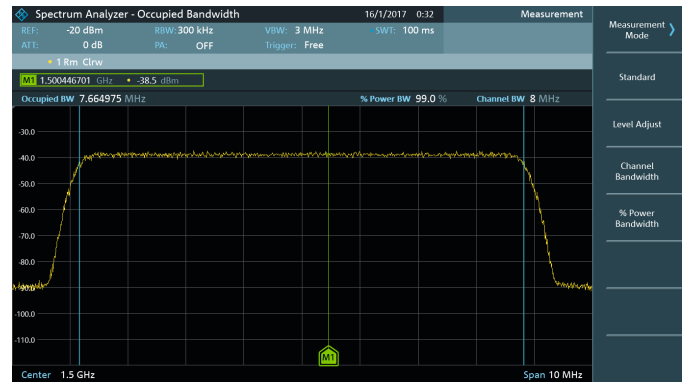 Spectrum Analyzer - Occupied Bandwidth 16/1/2017 0:32 Measurement
REF: -20 dBm RBW: 300 kHz VBW: 3 MHz SWT: 100 ms
ATT: 0 dB PA: OFF Trigger: Free
1 Rm Clrw
M1 1.500446701 GHz -38.5 dBm
Occupied BW 7.664975 MHz % Power BW 99.0 % Channel BW 8 MHz
-30.0
-40.0
-50.0
-60.0
-70.0
-80.0
-90.0
-100.0
-110.0
M1
Center 1.5 GHz Span 10 MHz
Measurement
Mode
Standard
Level Adjust
Channel
Bandwidth
% Power
Bandwidth